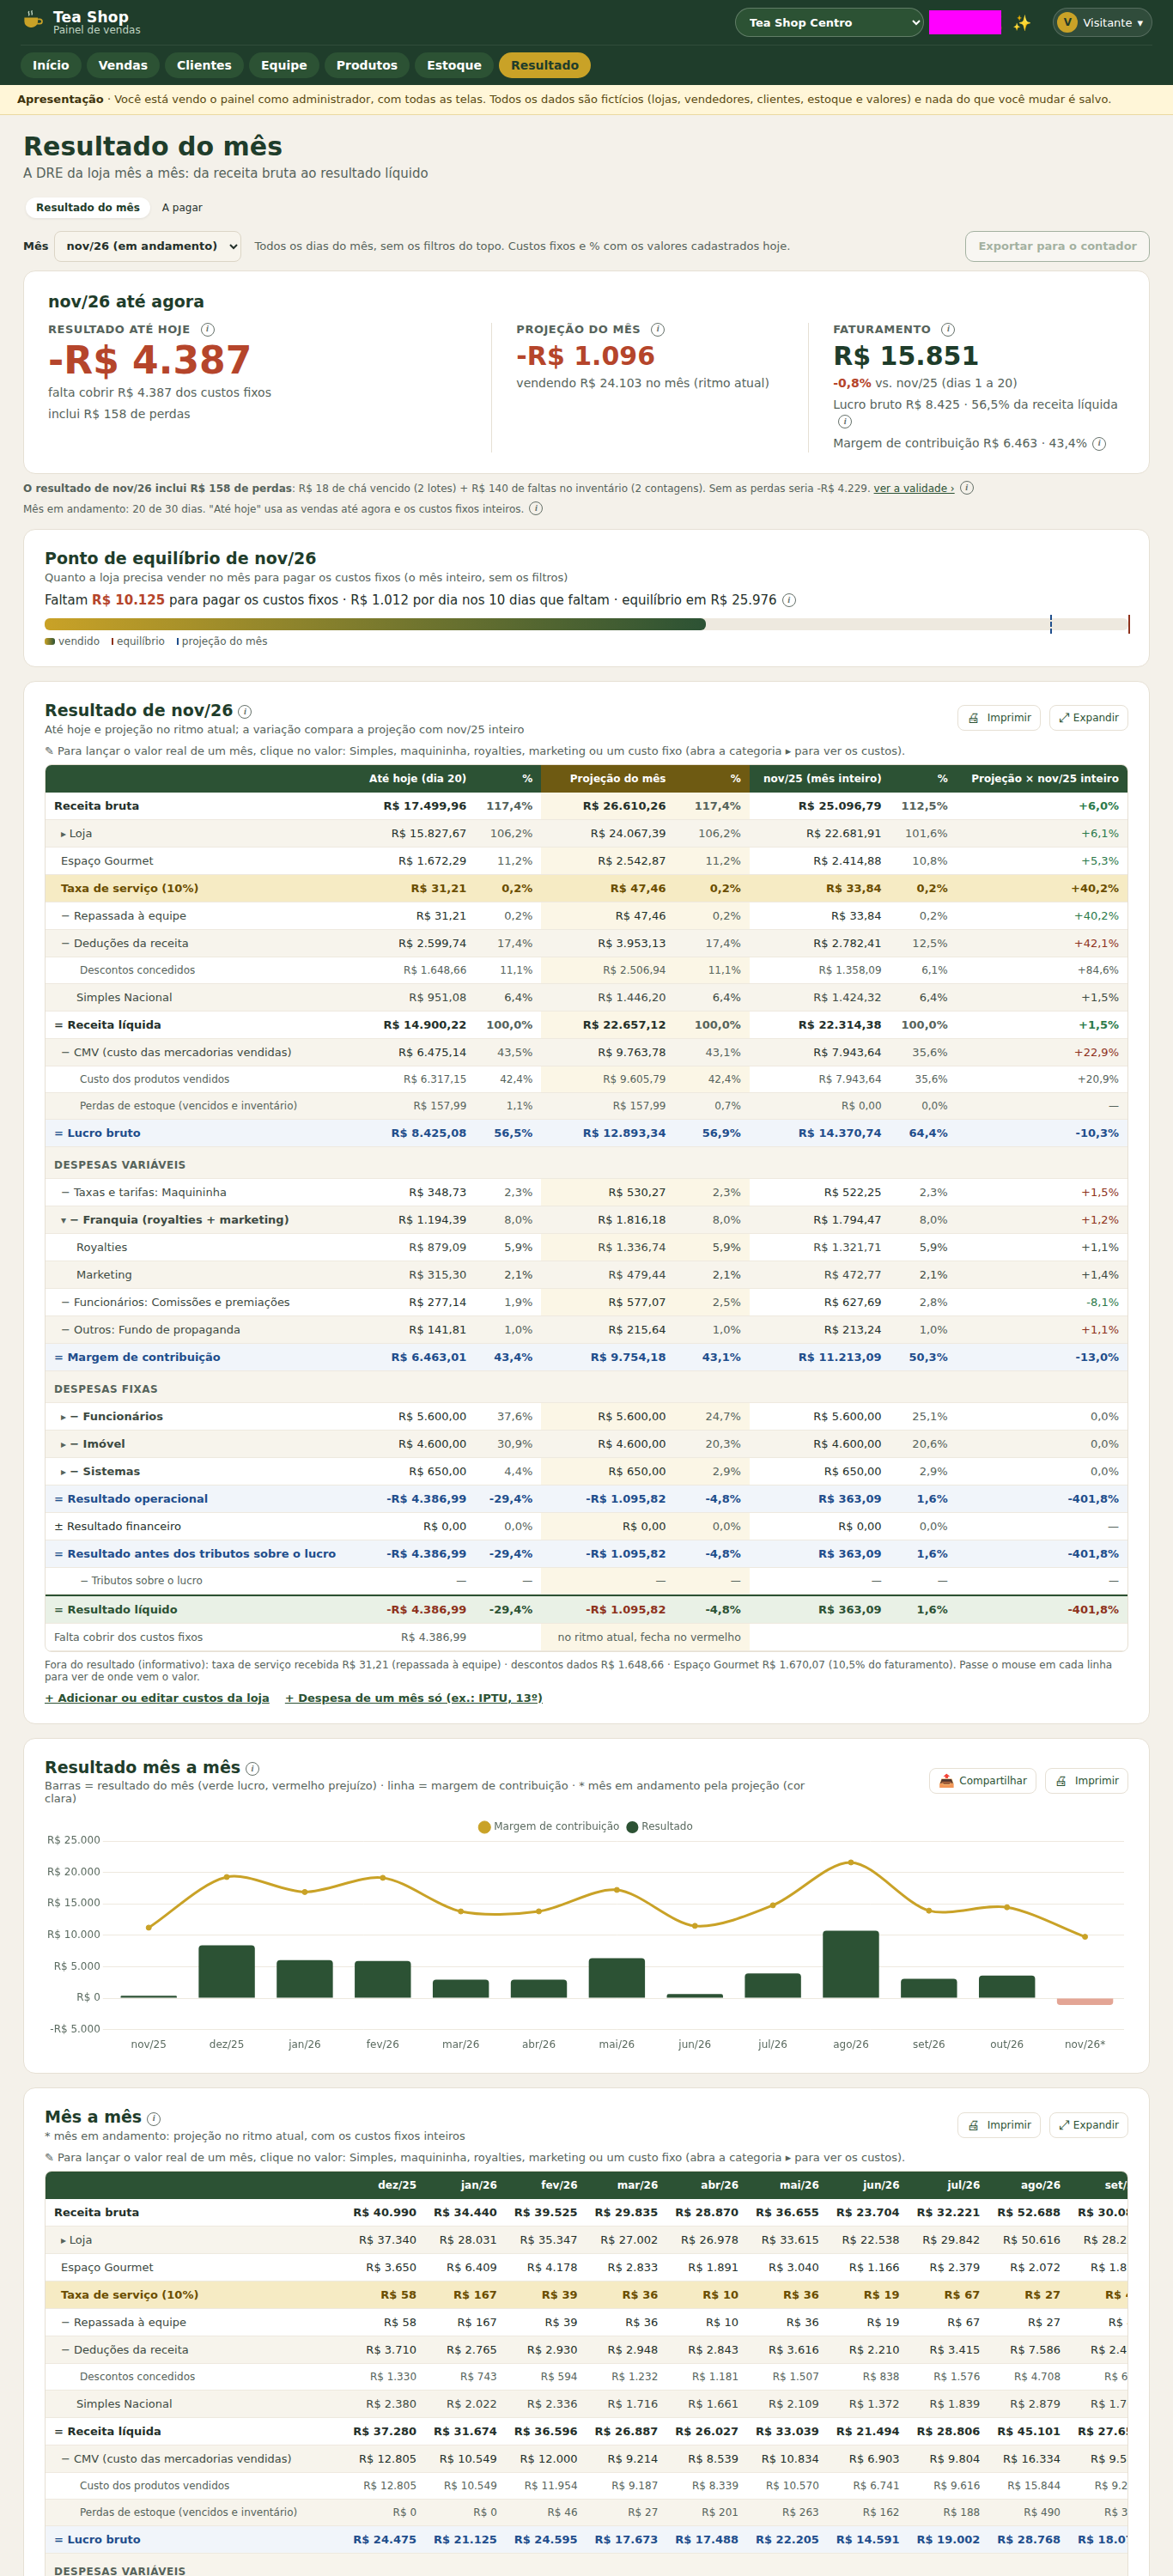 Tea Shop
Painel de vendas
Tea Shop Centro
V Visitante ▾
Início Vendas Clientes Equipe Produtos Estoque Resultado
Apresentação · Você está vendo o painel como administrador, com todas as telas. Todos os dados são fictícios (lojas, vendedores, clientes, estoque e valores) e nada do que você mudar é salvo.
Resultado do mês
A DRE da loja mês a mês: da receita bruta ao resultado líquido
Resultado do mês A pagar
Mês nov/26 (em andamento) Todos os dias do mês, sem os filtros do topo. Custos fixos e % com os valores cadastrados hoje. Exportar para o contador
nov/26 até agora
RESULTADO ATÉ HOJE i
-R$ 4.387
falta cobrir R$ 4.387 dos custos fixos
inclui R$ 158 de perdas
PROJEÇÃO DO MÊS i
-R$ 1.096
vendendo R$ 24.103 no mês (ritmo atual)
FATURAMENTO i
R$ 15.851
-0,8% vs. nov/25 (dias 1 a 20)
Lucro bruto R$ 8.425 · 56,5% da receita líquida
i
Margem de contribuição R$ 6.463 · 43,4% i
O resultado de nov/26 inclui R$ 158 de perdas: R$ 18 de chá vencido (2 lotes) + R$ 140 de faltas no inventário (2 contagens). Sem as perdas seria -R$ 4.229. ver a validade › i
Mês em andamento: 20 de 30 dias. "Até hoje" usa as vendas até agora e os custos fixos inteiros. i
Ponto de equilíbrio de nov/26
Quanto a loja precisa vender no mês para pagar os custos fixos (o mês inteiro, sem os filtros)
Faltam R$ 10.125 para pagar os custos fixos · R$ 1.012 por dia nos 10 dias que faltam · equilíbrio em R$ 25.976 i
vendido equilíbrio projeção do mês
Resultado de nov/26 i
Até hoje e projeção no ritmo atual; a variação compara a projeção com nov/25 inteiro
Imprimir Expandir
✎ Para lançar o valor real de um mês, clique no valor: Simples, maquininha, royalties, marketing ou um custo fixo (abra a categoria ▸ para ver os custos).
Até hoje (dia 20) % Projeção do mês % nov/25 (mês inteiro) % Projeção × nov/25 inteiro
Receita bruta R$ 17.499,96 117,4% R$ 26.610,26 117,4% R$ 25.096,79 112,5% +6,0%
▸ Loja R$ 15.827,67 106,2% R$ 24.067,39 106,2% R$ 22.681,91 101,6% +6,1%
Espaço Gourmet R$ 1.672,29 11,2% R$ 2.542,87 11,2% R$ 2.414,88 10,8% +5,3%
Taxa de serviço (10%) R$ 31,21 0,2% R$ 47,46 0,2% R$ 33,84 0,2% +40,2%
− Repassada à equipe R$ 31,21 0,2% R$ 47,46 0,2% R$ 33,84 0,2% +40,2%
− Deduções da receita R$ 2.599,74 17,4% R$ 3.953,13 17,4% R$ 2.782,41 12,5% +42,1%
Descontos concedidos R$ 1.648,66 11,1% R$ 2.506,94 11,1% R$ 1.358,09 6,1% +84,6%
Simples Nacional R$ 951,08 6,4% R$ 1.446,20 6,4% R$ 1.424,32 6,4% +1,5%
= Receita líquida R$ 14.900,22 100,0% R$ 22.657,12 100,0% R$ 22.314,38 100,0% +1,5%
− CMV (custo das mercadorias vendidas) R$ 6.475,14 43,5% R$ 9.763,78 43,1% R$ 7.943,64 35,6% +22,9%
Custo dos produtos vendidos R$ 6.317,15 42,4% R$ 9.605,79 42,4% R$ 7.943,64 35,6% +20,9%
Perdas de estoque (vencidos e inventário) R$ 157,99 1,1% R$ 157,99 0,7% R$ 0,00 0,0% —
= Lucro bruto R$ 8.425,08 56,5% R$ 12.893,34 56,9% R$ 14.370,74 64,4% -10,3%
DESPESAS VARIÁVEIS
− Taxas e tarifas: Maquininha R$ 348,73 2,3% R$ 530,27 2,3% R$ 522,25 2,3% +1,5%
▾ − Franquia (royalties + marketing) R$ 1.194,39 8,0% R$ 1.816,18 8,0% R$ 1.794,47 8,0% +1,2%
Royalties R$ 879,09 5,9% R$ 1.336,74 5,9% R$ 1.321,71 5,9% +1,1%
Marketing R$ 315,30 2,1% R$ 479,44 2,1% R$ 472,77 2,1% +1,4%
− Funcionários: Comissões e premiações R$ 277,14 1,9% R$ 577,07 2,5% R$ 627,69 2,8% -8,1%
− Outros: Fundo de propaganda R$ 141,81 1,0% R$ 215,64 1,0% R$ 213,24 1,0% +1,1%
= Margem de contribuição R$ 6.463,01 43,4% R$ 9.754,18 43,1% R$ 11.213,09 50,3% -13,0%
DESPESAS FIXAS
▸ − Funcionários R$ 5.600,00 37,6% R$ 5.600,00 24,7% R$ 5.600,00 25,1% 0,0%
▸ − Imóvel R$ 4.600,00 30,9% R$ 4.600,00 20,3% R$ 4.600,00 20,6% 0,0%
▸ − Sistemas R$ 650,00 4,4% R$ 650,00 2,9% R$ 650,00 2,9% 0,0%
= Resultado operacional -R$ 4.386,99 -29,4% -R$ 1.095,82 -4,8% R$ 363,09 1,6% -401,8%
± Resultado financeiro R$ 0,00 0,0% R$ 0,00 0,0% R$ 0,00 0,0% —
= Resultado antes dos tributos sobre o lucro -R$ 4.386,99 -29,4% -R$ 1.095,82 -4,8% R$ 363,09 1,6% -401,8%
− Tributos sobre o lucro — — — — — — —
= Resultado líquido -R$ 4.386,99 -29,4% -R$ 1.095,82 -4,8% R$ 363,09 1,6% -401,8%
Falta cobrir dos custos fixos R$ 4.386,99 no ritmo atual, fecha no vermelho
Fora do resultado (informativo): taxa de serviço recebida R$ 31,21 (repassada à equipe) · descontos dados R$ 1.648,66 · Espaço Gourmet R$ 1.670,07 (10,5% do faturamento). Passe o mouse em cada linha
para ver de onde vem o valor.
+ Adicionar ou editar custos da loja + Despesa de um mês só (ex.: IPTU, 13º)
Resultado mês a mês i
Barras = resultado do mês (verde lucro, vermelho prejuízo) · linha = margem de contribuição · * mês em andamento pela projeção (cor
clara)
Compartilhar Imprimir
Margem de contribuição Resultado
R$ 25.000
R$ 20.000
R$ 15.000
R$ 10.000
R$ 5.000
R$ 0
-R$ 5.000
nov/25 dez/25 jan/26 fev/26 mar/26 abr/26 mai/26 jun/26 jul/26 ago/26 set/26 out/26 nov/26*
Mês a mês i
* mês em andamento: projeção no ritmo atual, com os custos fixos inteiros
Imprimir Expandir
✎ Para lançar o valor real de um mês, clique no valor: Simples, maquininha, royalties, marketing ou um custo fixo (abra a categoria ▸ para ver os custos).
dez/25 jan/26 fev/26 mar/26 abr/26 mai/26 jun/26 jul/26 ago/26 set/
Receita bruta R$ 40.990 R$ 34.440 R$ 39.525 R$ 29.835 R$ 28.870 R$ 36.655 R$ 23.704 R$ 32.221 R$ 52.688 R$ 30.08
▸ Loja R$ 37.340 R$ 28.031 R$ 35.347 R$ 27.002 R$ 26.978 R$ 33.615 R$ 22.538 R$ 29.842 R$ 50.616 R$ 28.2
Espaço Gourmet R$ 3.650 R$ 6.409 R$ 4.178 R$ 2.833 R$ 1.891 R$ 3.040 R$ 1.166 R$ 2.379 R$ 2.072 R$ 1.8
Taxa de serviço (10%) R$ 58 R$ 167 R$ 39 R$ 36 R$ 10 R$ 36 R$ 19 R$ 67 R$ 27 R$
− Repassada à equipe R$ 58 R$ 167 R$ 39 R$ 36 R$ 10 R$ 36 R$ 19 R$ 67 R$ 27 R$
− Deduções da receita R$ 3.710 R$ 2.765 R$ 2.930 R$ 2.948 R$ 2.843 R$ 3.616 R$ 2.210 R$ 3.415 R$ 7.586 R$ 2.4
Descontos concedidos R$ 1.330 R$ 743 R$ 594 R$ 1.232 R$ 1.181 R$ 1.507 R$ 838 R$ 1.576 R$ 4.708 R$ 6
Simples Nacional R$ 2.380 R$ 2.022 R$ 2.336 R$ 1.716 R$ 1.661 R$ 2.109 R$ 1.372 R$ 1.839 R$ 2.879 R$ 1.7
= Receita líquida R$ 37.280 R$ 31.674 R$ 36.596 R$ 26.887 R$ 26.027 R$ 33.039 R$ 21.494 R$ 28.806 R$ 45.101 R$ 27.65
− CMV (custo das mercadorias vendidas) R$ 12.805 R$ 10.549 R$ 12.000 R$ 9.214 R$ 8.539 R$ 10.834 R$ 6.903 R$ 9.804 R$ 16.334 R$ 9.5
Custo dos produtos vendidos R$ 12.805 R$ 10.549 R$ 11.954 R$ 9.187 R$ 8.339 R$ 10.570 R$ 6.741 R$ 9.616 R$ 15.844 R$ 9.2
Perdas de estoque (vencidos e inventário) R$ 0 R$ 0 R$ 46 R$ 27 R$ 201 R$ 263 R$ 162 R$ 188 R$ 490 R$ 3
= Lucro bruto R$ 24.475 R$ 21.125 R$ 24.595 R$ 17.673 R$ 17.488 R$ 22.205 R$ 14.591 R$ 19.002 R$ 28.768 R$ 18.07
DESPESAS VARIÁVEIS